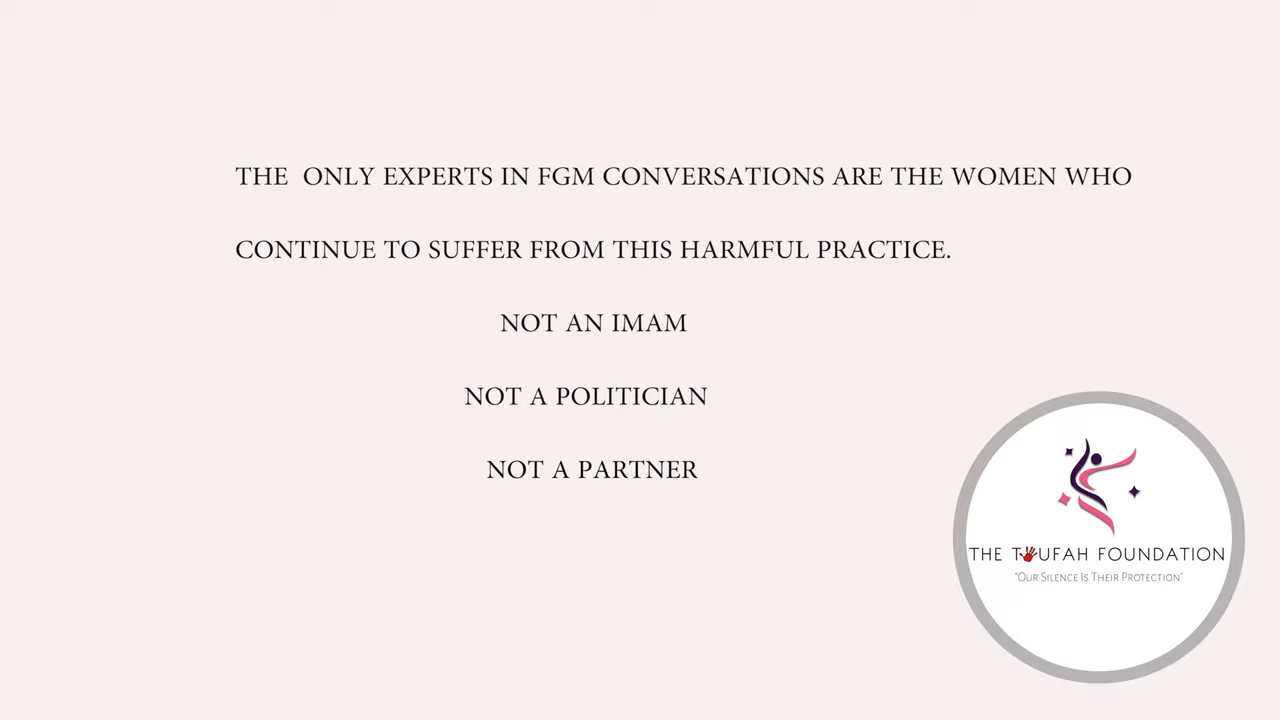 THE ONLY EXPERTS IN FGM CONVERSATIONS ARE THE WOMEN WHO
CONTINUE TO SUFFER FROM THIS HARMFUL PRACTICE.
NOT AN IMAM
NOT A POLITICIAN
NOT A PARTNER
THE TOUFAH FOUNDATION
"OUR SILENCE IS THEIR PROTECTION"